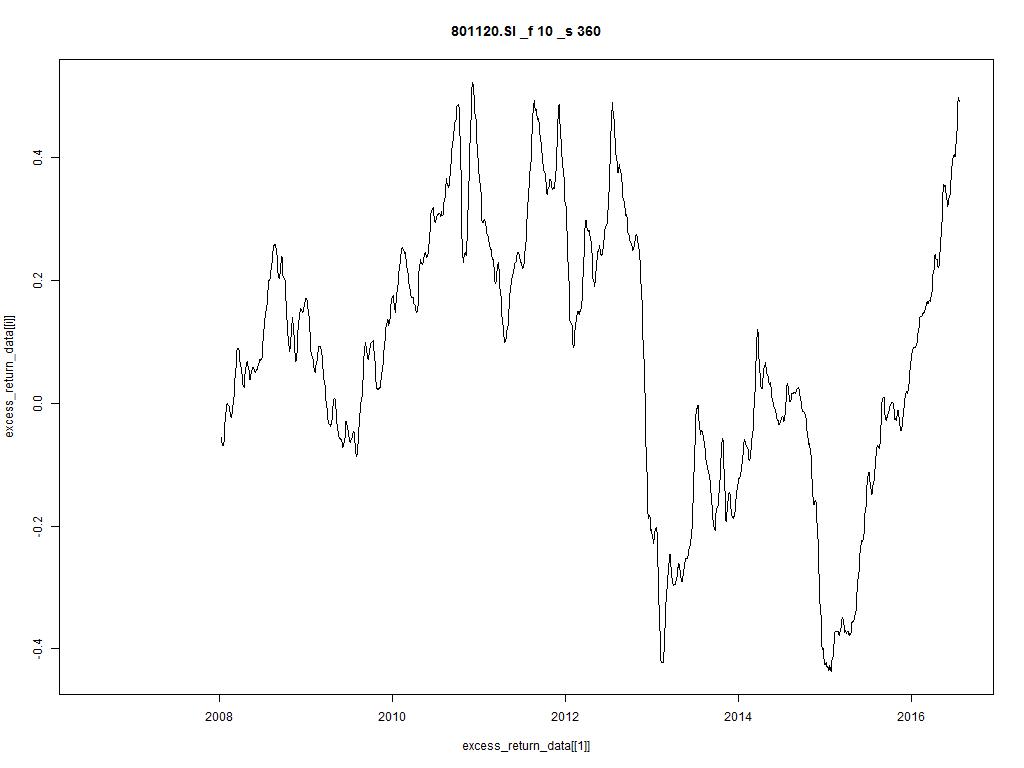 801120.SI _f 10 _s 360
excess_return_data[[i]]
0.4
0.2
0.0
-0.2
-0.4
2008 2010 2012 2014 2016
excess_return_data[[1]]